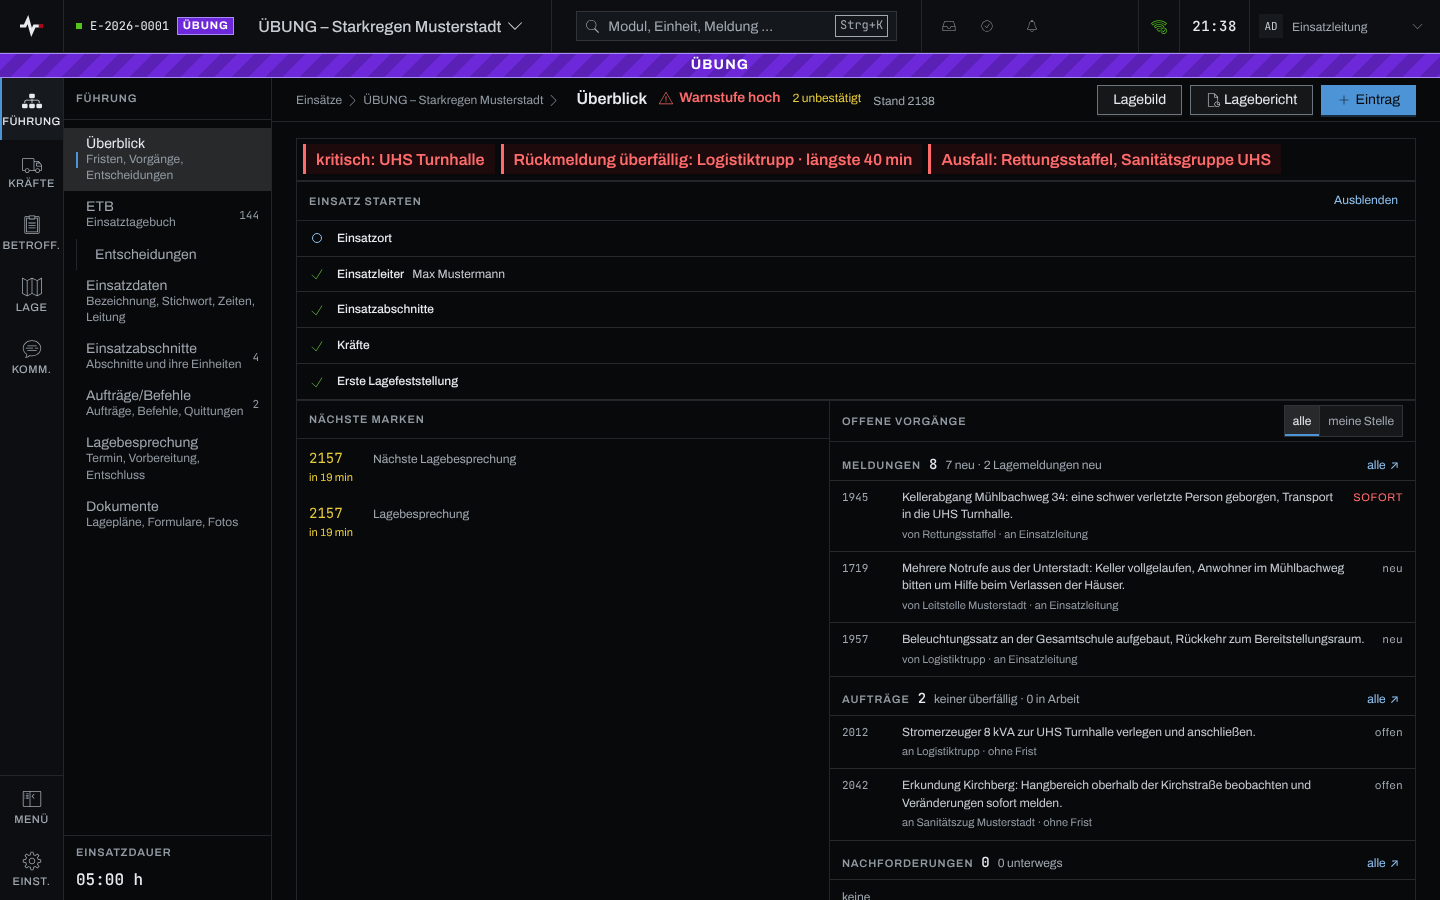 E-2026-0001 ÜBUNG ÜBUNG – Starkregen Musterstadt Modul, Einheit, Meldung ... Strg+K 21:38 AD Einsatzleitung
ÜBUNG
FÜHRUNG
KRÄFTE
BETROFF.
LAGE
KOMM.
MENÜ
EINST.
FÜHRUNG
Überblick
Fristen, Vorgänge,
Entscheidungen
ETB
Einsatztagebuch
144
Entscheidungen
Einsatzdaten
Bezeichnung, Stichwort, Zeiten,
Leitung
Einsatzabschnitte
Abschnitte und ihre Einheiten
4
Aufträge/Befehle
Aufträge, Befehle, Quittungen
2
Lagebesprechung
Termin, Vorbereitung,
Entschluss
Dokumente
Lagepläne, Formulare, Fotos
EINSATZDAUER
05:00 h
Einsätze ÜBUNG – Starkregen Musterstadt Überblick Warnstufe hoch 2 unbestätigt Stand 2138 Lagebild Lagebericht + Eintrag
kritisch: UHS Turnhalle Rückmeldung überfällig: Logistiktrupp · längste 40 min Ausfall: Rettungsstaffel, Sanitätsgruppe UHS
EINSATZ STARTEN Ausblenden
Einsatzort
Einsatzleiter Max Mustermann
Einsatzabschnitte
Kräfte
Erste Lagefeststellung
NÄCHSTE MARKEN
2157 Nächste Lagebesprechung
in 19 min
2157 Lagebesprechung
in 19 min
OFFENE VORGÄNGE alle meine Stelle
MELDUNGEN 8 7 neu · 2 Lagemeldungen neu alle ↗
1945 Kellerabgang Mühlbachweg 34: eine schwer verletzte Person geborgen, Transport SOFORT
in die UHS Turnhalle.
von Rettungsstaffel · an Einsatzleitung
1719 Mehrere Notrufe aus der Unterstadt: Keller vollgelaufen, Anwohner im Mühlbachweg neu
bitten um Hilfe beim Verlassen der Häuser.
von Leitstelle Musterstadt · an Einsatzleitung
1957 Beleuchtungssatz an der Gesamtschule aufgebaut, Rückkehr zum Bereitstellungsraum. neu
von Logistiktrupp · an Einsatzleitung
AUFTRÄGE 2 keiner überfällig · 0 in Arbeit alle ↗
2012 Stromerzeuger 8 kVA zur UHS Turnhalle verlegen und anschließen. offen
an Logistiktrupp · ohne Frist
2042 Erkundung Kirchberg: Hangbereich oberhalb der Kirchstraße beobachten und offen
Veränderungen sofort melden.
an Sanitätszug Musterstadt · ohne Frist
NACHFORDERUNGEN 0 0 unterwegs alle ↗
keine